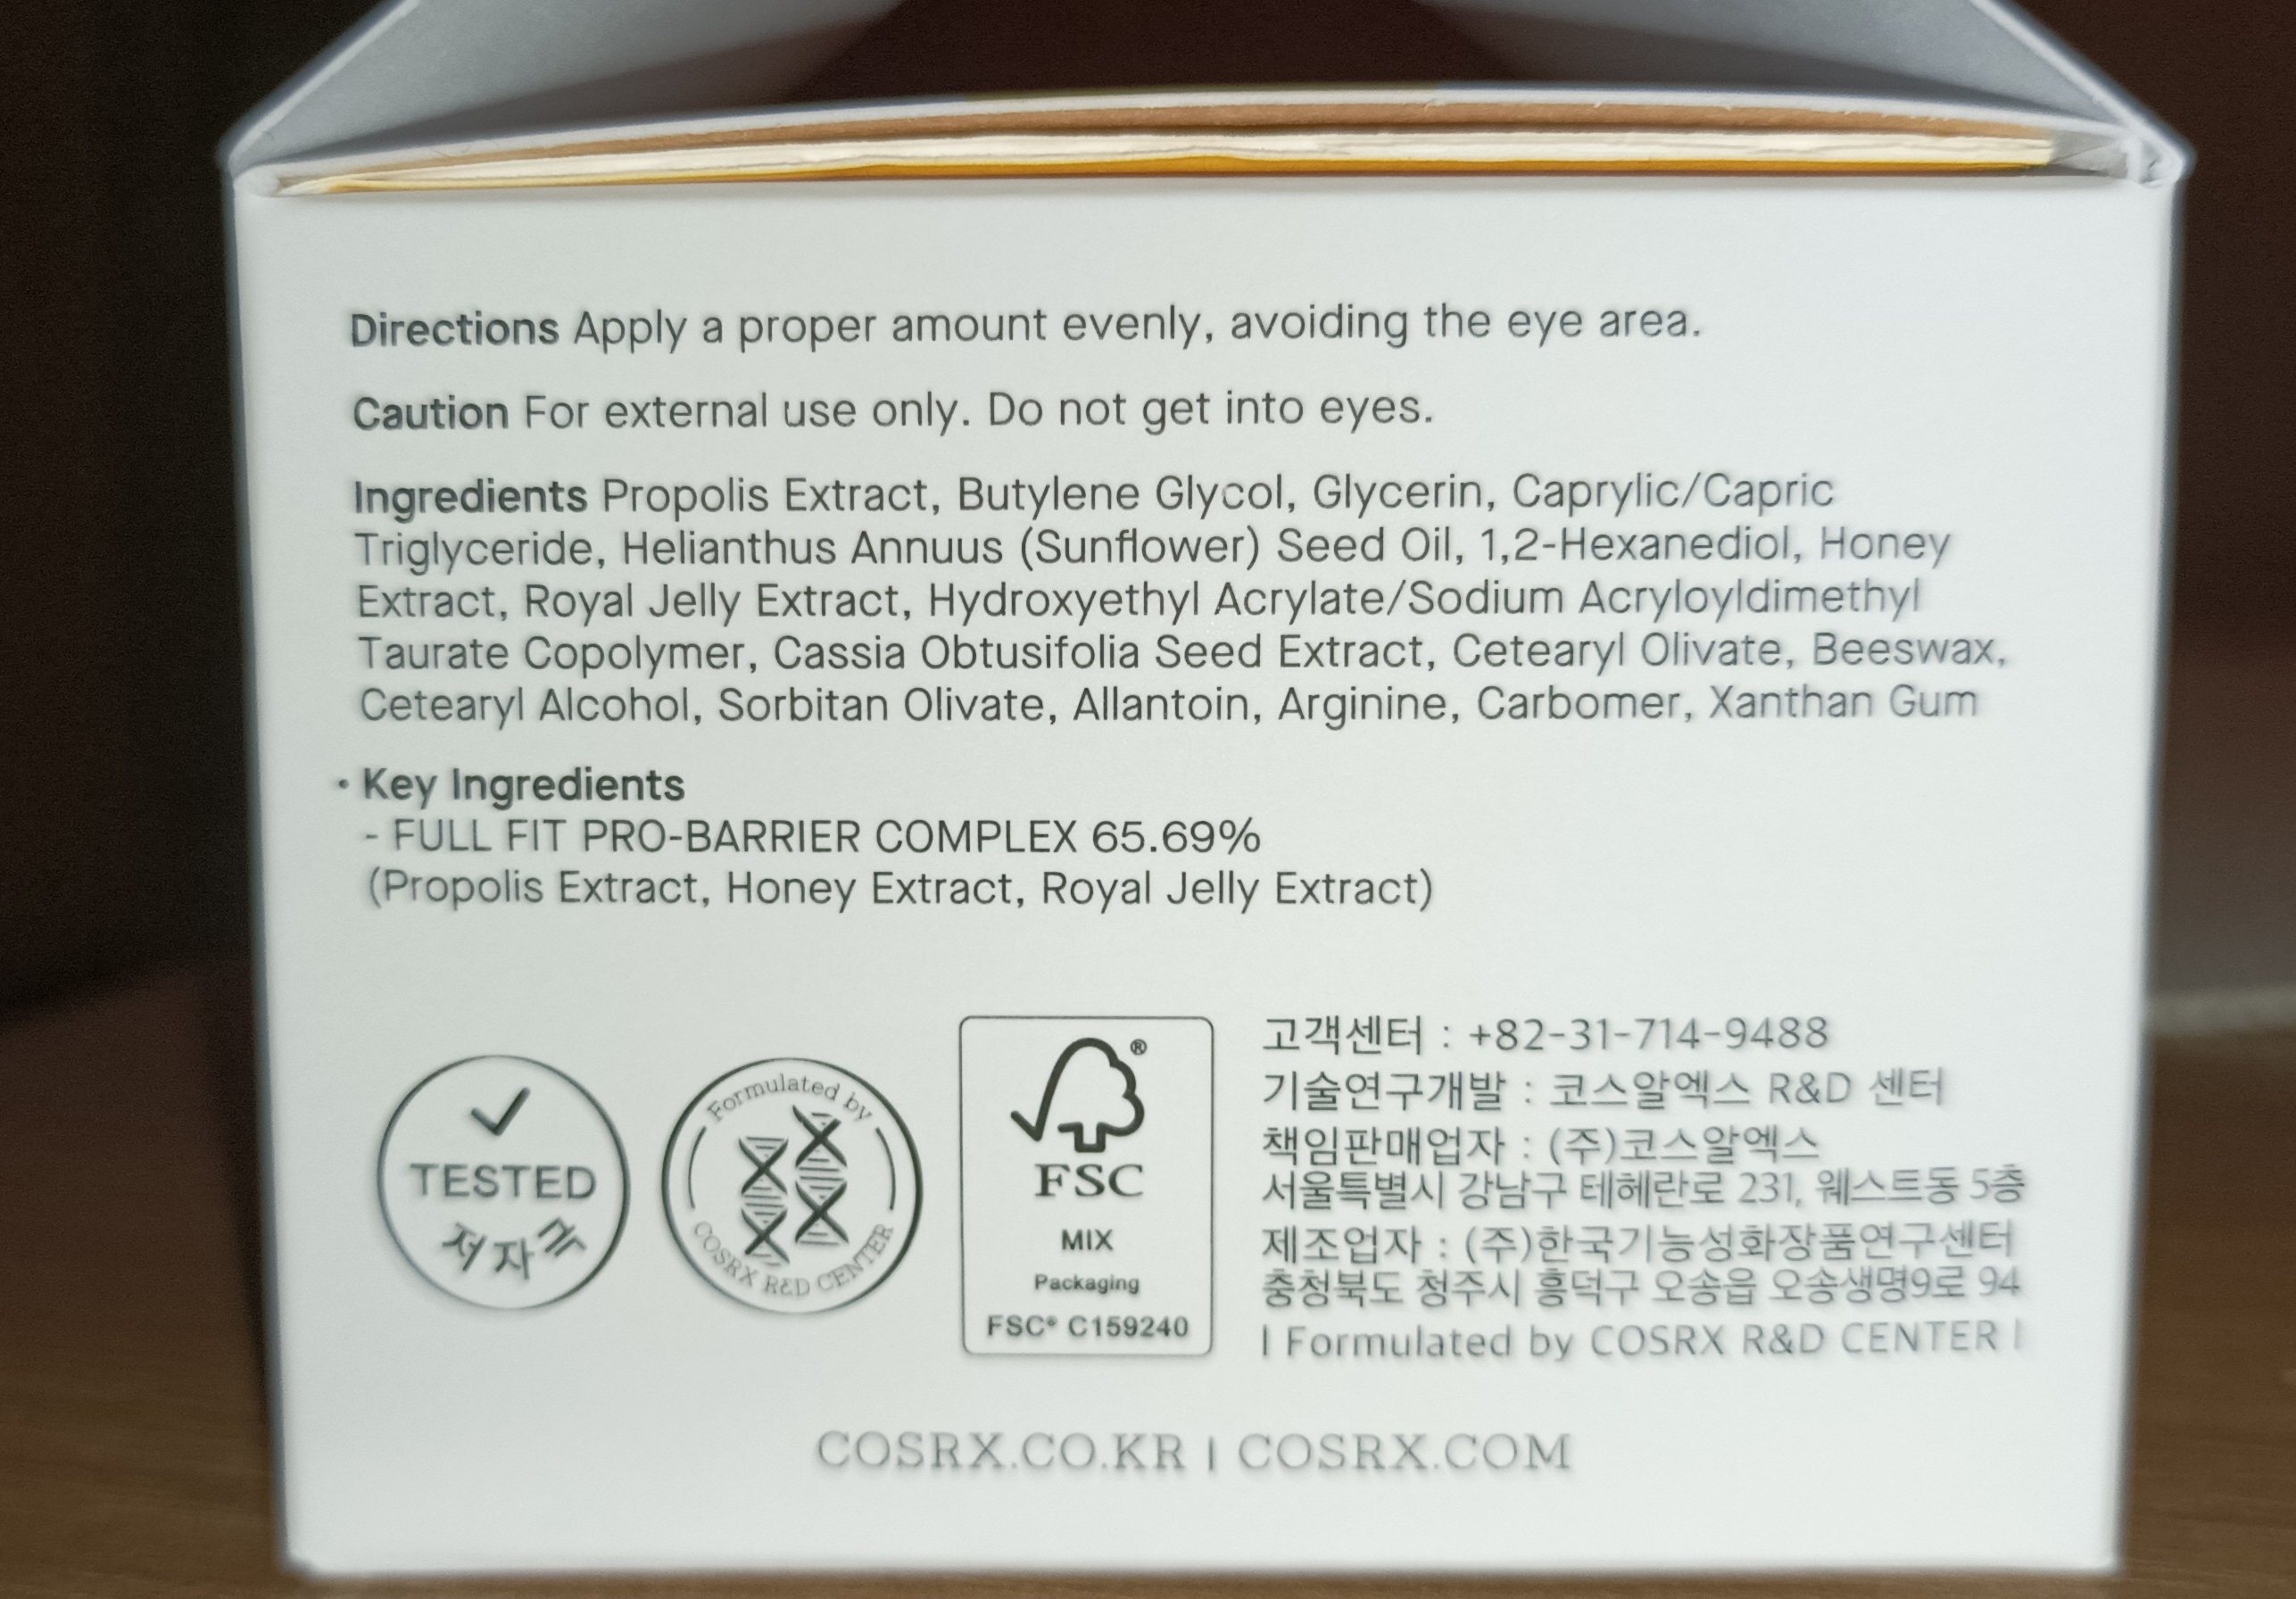 Directions Apply a proper amount evenly, avoiding the eye area.
Caution For external use only. Do not get into eyes.
Ingredients Propolis Extract, Butylene Glycol, Glycerin, Caprylic/Capric
Triglyceride, Helianthus Annuus (Sunflower) Seed Oil, 1,2-Hexanediol, Honey
Extract, Royal Jelly Extract, Hydroxyethyl Acrylate/Sodium Acryloyldimethyl
Taurate Copolymer, Cassia Obtusifolia Seed Extract, Cetearyl Olivate, Beeswax,
Cetearyl Alcohol, Sorbitan Olivate, Allantoin, Arginine, Carbomer, Xanthan Gum
· Key Ingredients
- FULL FIT PRO-BARRIER COMPLEX 65.69%
(Propolis Extract, Honey Extract, Royal Jelly Extract)
TESTED
저자극
Formulated by
COSRX R&D CENTER
®
FSC
MIX
Packaging
FSC® C159240
고객센터 : +82-31-714-9488
기술연구개발 : 코스알엑스 R&D 센터
책임판매업자 : (주)코스알엑스
서울특별시 강남구 테헤란로 231, 웨스트동 5층
제조업자 : (주)한국기능성화장품연구센터
충청북도 청주시 흥덕구 오송읍 오송생명9로 94
| Formulated by COSRX R&D CENTER |
COSRX.CO.KR | COSRX.COM